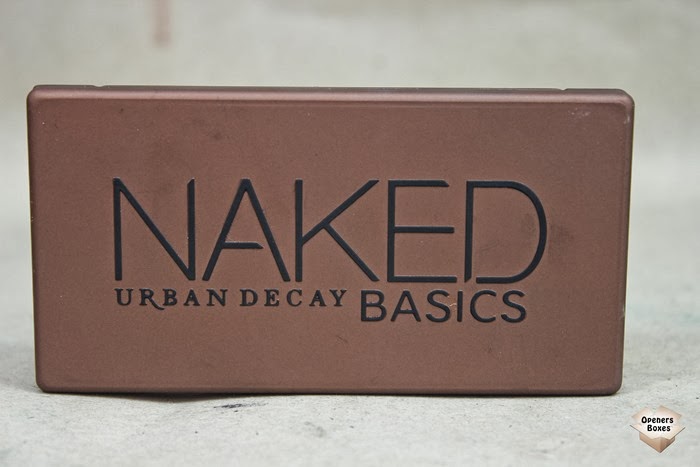 NAKED
URBAN DECAY BASICS
Openers
Boxes